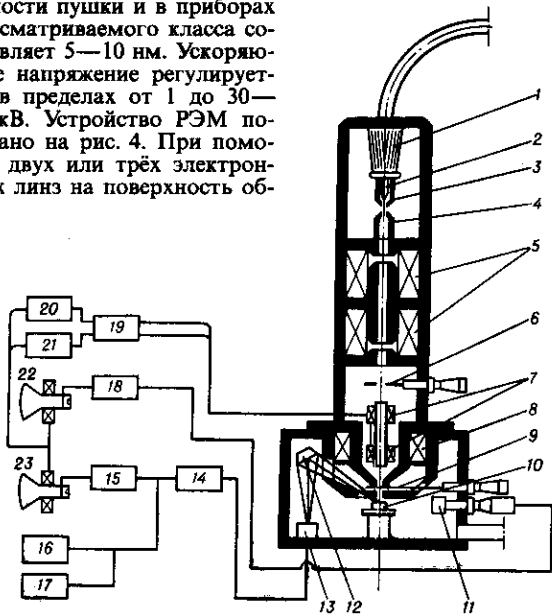 ности пушки и в приборах
сматриваемого класса со-
вляет 5—10 нм. Ускоряю-
е напряжение регулирует-
в пределах от 1 до 30—
кВ. Устройство РЭМ по-
ано на рис. 4. При помо-
двух или трёх электрон-
х линз на поверхность об-
1
2
3
4
5
6
7
8
9
10
20
19
21
22
18
23
15
14
16
17
13
12
11